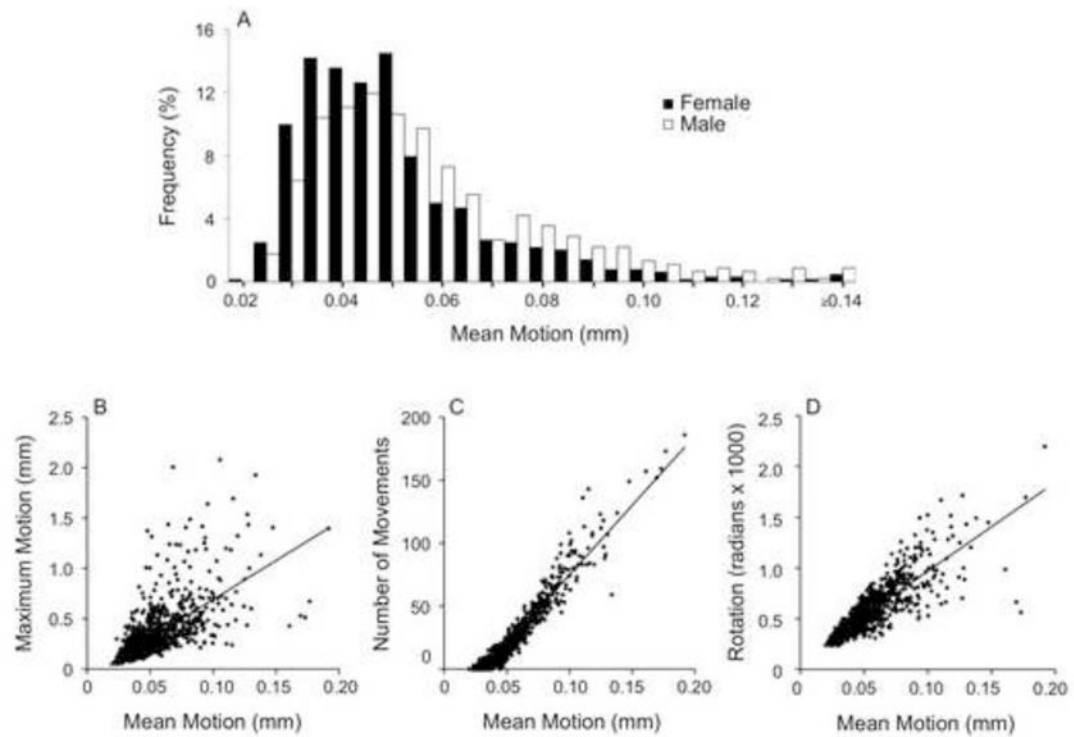 A
16
12
8
4
0
Frequency (%)
Female
Male
0.02 0.04 0.06 0.08 0.10 0.12 ≥0.14
Mean Motion (mm)
B
2.5
2.0
1.5
1.0
0.5
0
Maximum Motion (mm)
0 0.05 0.10 0.15 0.20
Mean Motion (mm)
C
200
150
100
50
0
Number of Movements
0 0.05 0.10 0.15 0.20
Mean Motion (mm)
D
2.5
2.0
1.5
1.0
0.5
0
Rotation (radians x 1000)
0 0.05 0.10 0.15 0.20
Mean Motion (mm)